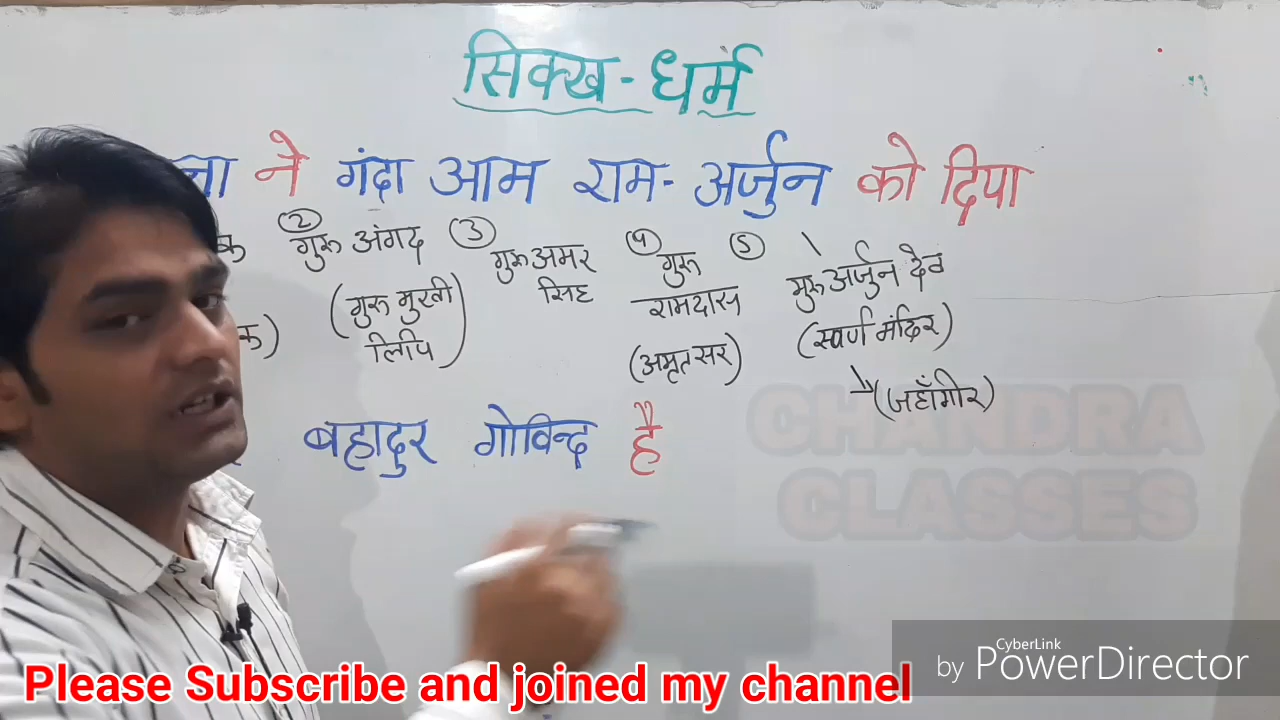 सिक्ख - धर्म
ने गंदा आम राम - अर्जुन को दिया
क ② गुरु अंगद ③ गुरु अमर सिंह ④ गुरु रामदास ⑤ गुरु अर्जुन देव
क) (गुरु मुखी लिपि) (अमृतसर) (स्वर्ण मंदिर)
(जहाँगीर)
बहादुर गोविन्द है
CHANDRA
CLASSES
CyberLink
by PowerDirector
Please Subscribe and joined my channel